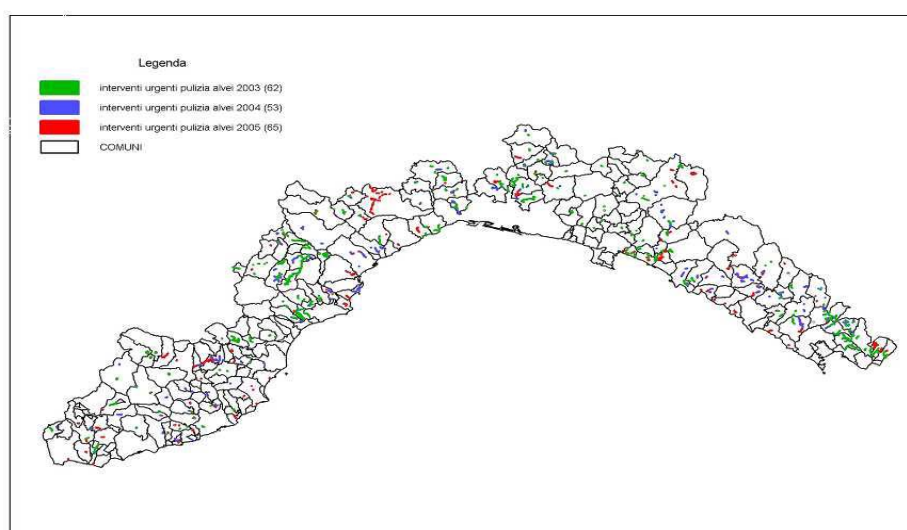 Legenda
interventi urgenti pulizia alvei 2003 (62)
interventi urgenti pulizia alvei 2004 (53)
interventi urgenti pulizia alvei 2005 (65)
COMUNI